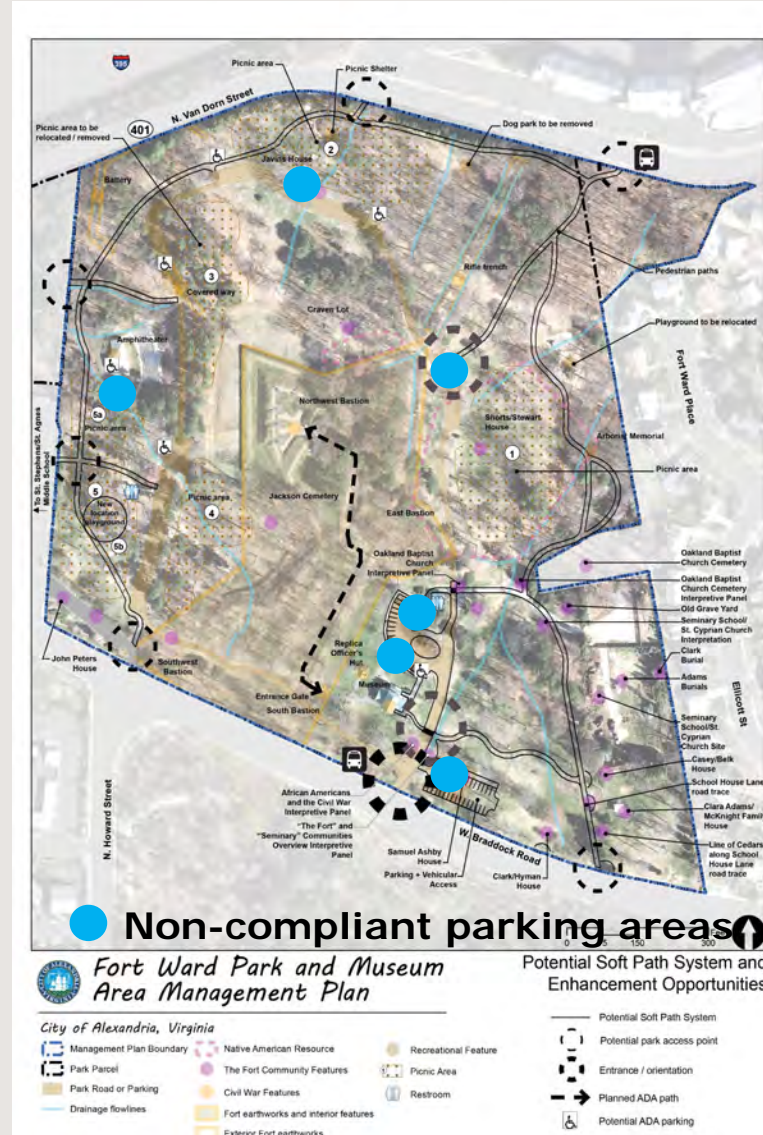 395
Picnic area
Picnic Shelter
N. Van Dorn Street
401
Picnic area to be
relocated / removed
Dog park to be removed
2
Jarvis House
Battery
Rifle trench
Pedestrian paths
3
Covered way
Craven Lot
Playground to be relocated
Amphitheater
Fort Ward Place
Northwest Bastion
Shorts/Stewart
House
5a
Picnic area
1
Arborist Memorial
To St. Stephens/St. Agnes
Middle School
Picnic area
5
New
location
playground
Picnic area
4
Jackson Cemetery
5b
East Bastion
Oakland Baptist
Church
Interpretive Panel
Oakland Baptist
Church Cemetery
Oakland Baptist
Church Cemetery
Interpretive Panel
Old Grave Yard
Seminary School/
St. Cyprian Church
Interpretation
Clark
Burial
Adams
Burials
Ellicott St
John Peters
House
Southwest
Bastion
Replica
Officer's
Hut
Museum
Entrance Gate
South Bastion
Seminary
School/St.
Cyprian
Church Site
Casey/Belk
House
School House Lane
road trace
Clara Adams/
McKnight Family
House
Line of Cedars
along School
House Lane
road trace
N. Howard Street
African Americans
and the Civil War
Interpretive Panel
"The Fort" and
"Seminary" Communities
Overview Interpretive
Panel
Samuel Ashby
House
Parking + Vehicular
Access
W. Braddock Road
Clark/Hyman
House
Non-compliant parking areas
0 75 150 300
Fort Ward Park and Museum
Area Management Plan
Potential Soft Path System and
Enhancement Opportunities
City of Alexandria, Virginia
Management Plan Boundary
Park Parcel
Park Road or Parking
Drainage flowlines
Native American Resource
The Fort Community Features
Civil War Features
Fort earthworks and interior features
Exterior Fort earthworks
Recreational Feature
Picnic Area
Restroom
Potential Soft Path System
Potential park access point
Entrance / orientation
Planned ADA path
Potential ADA parking